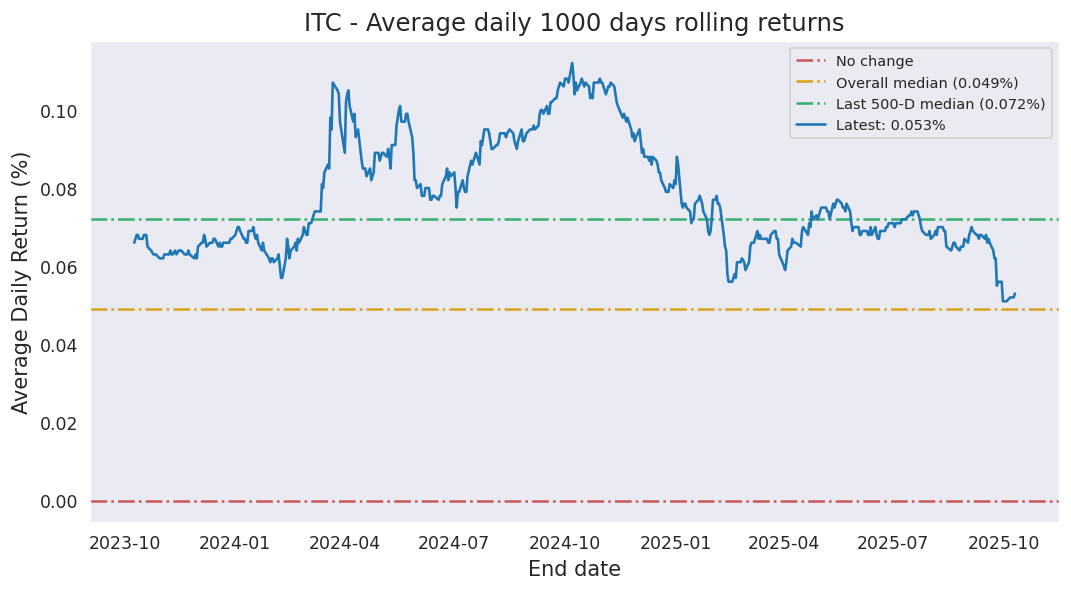 ITC - Average daily 1000 days rolling returns
No change
Overall median (0.049%)
Last 500-D median (0.072%)
Latest: 0.053%
Average Daily Return (%)
0.10
0.08
0.06
0.04
0.02
0.00
2023-10 2024-01 2024-04 2024-07 2024-10 2025-01 2025-04 2025-07 2025-10
End date